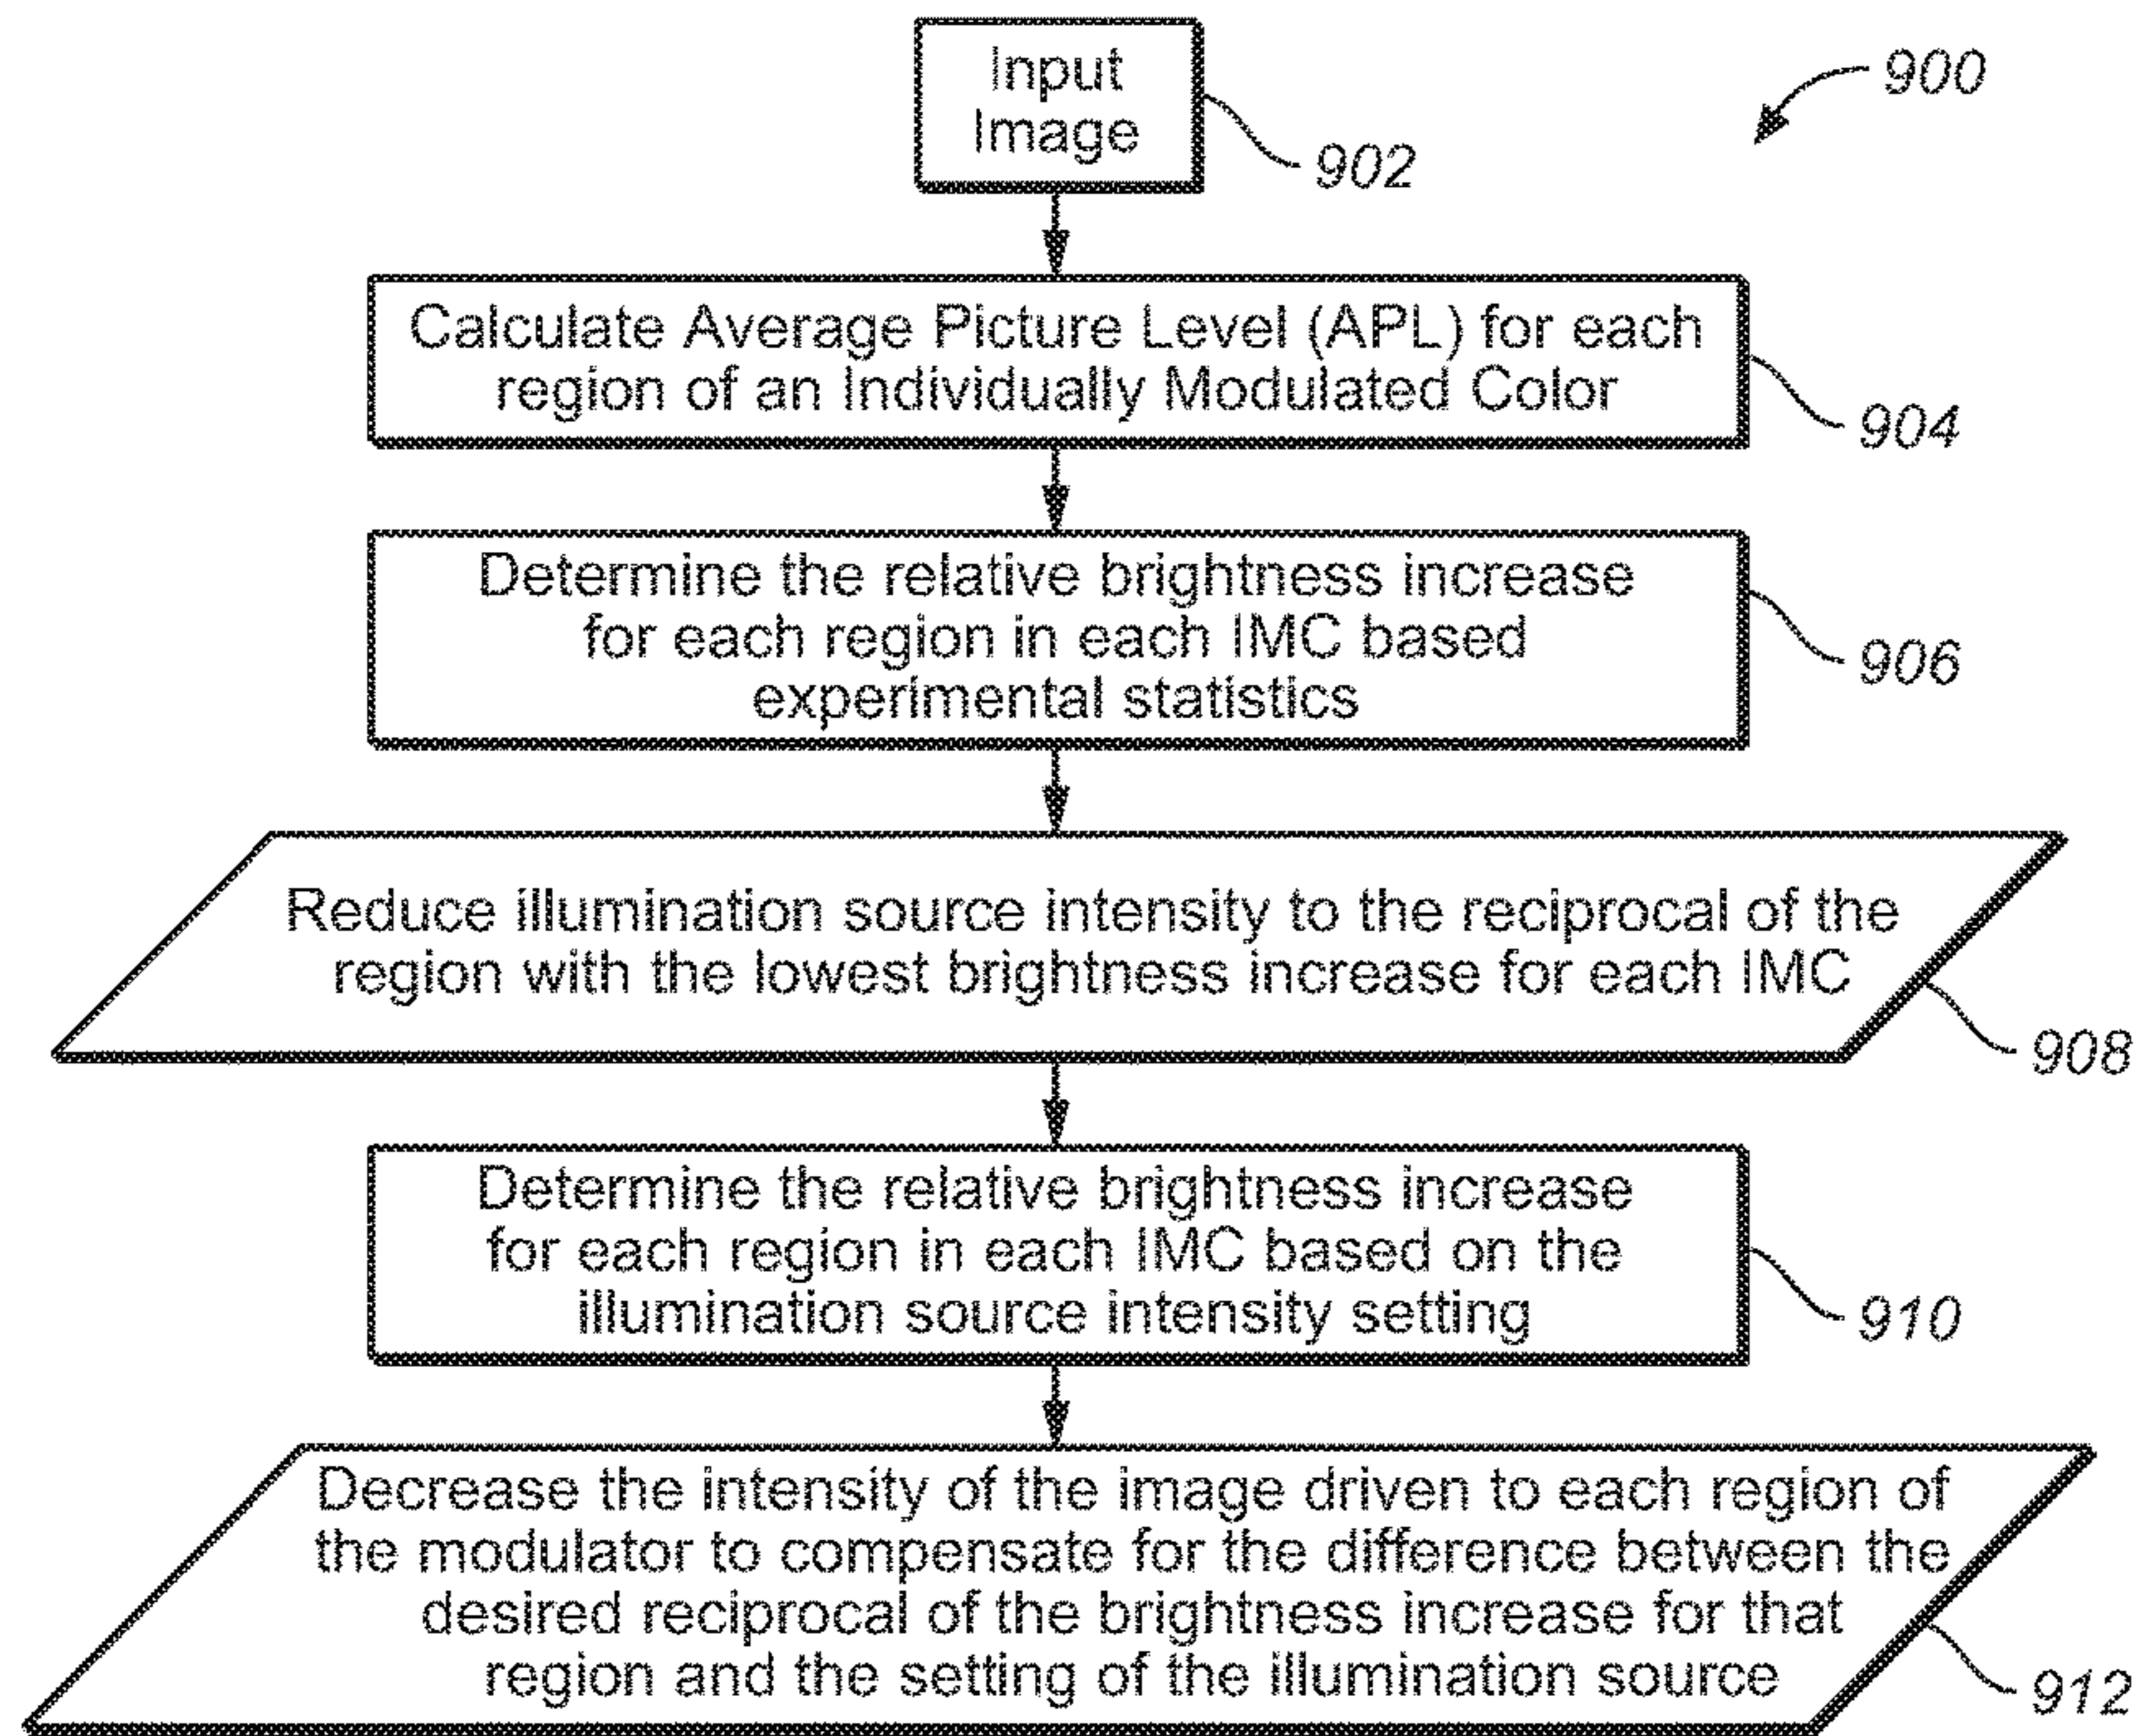 Input
Image
900
902
Calculate Average Picture Level (APL) for each
region of an Individually Modulated Color
904
Determine the relative brightness increase
for each region in each IMC based
experimental statistics
906
Reduce illumination source intensity to the reciprocal of the
region with the lowest brightness increase for each IMC
908
Determine the relative brightness increase
for each region in each IMC based on the
illumination source intensity setting
910
Decrease the intensity of the image driven to each region of
the modulator to compensate for the difference between the
desired reciprocal of the brightness increase for that
region and the setting of the illumination source
912